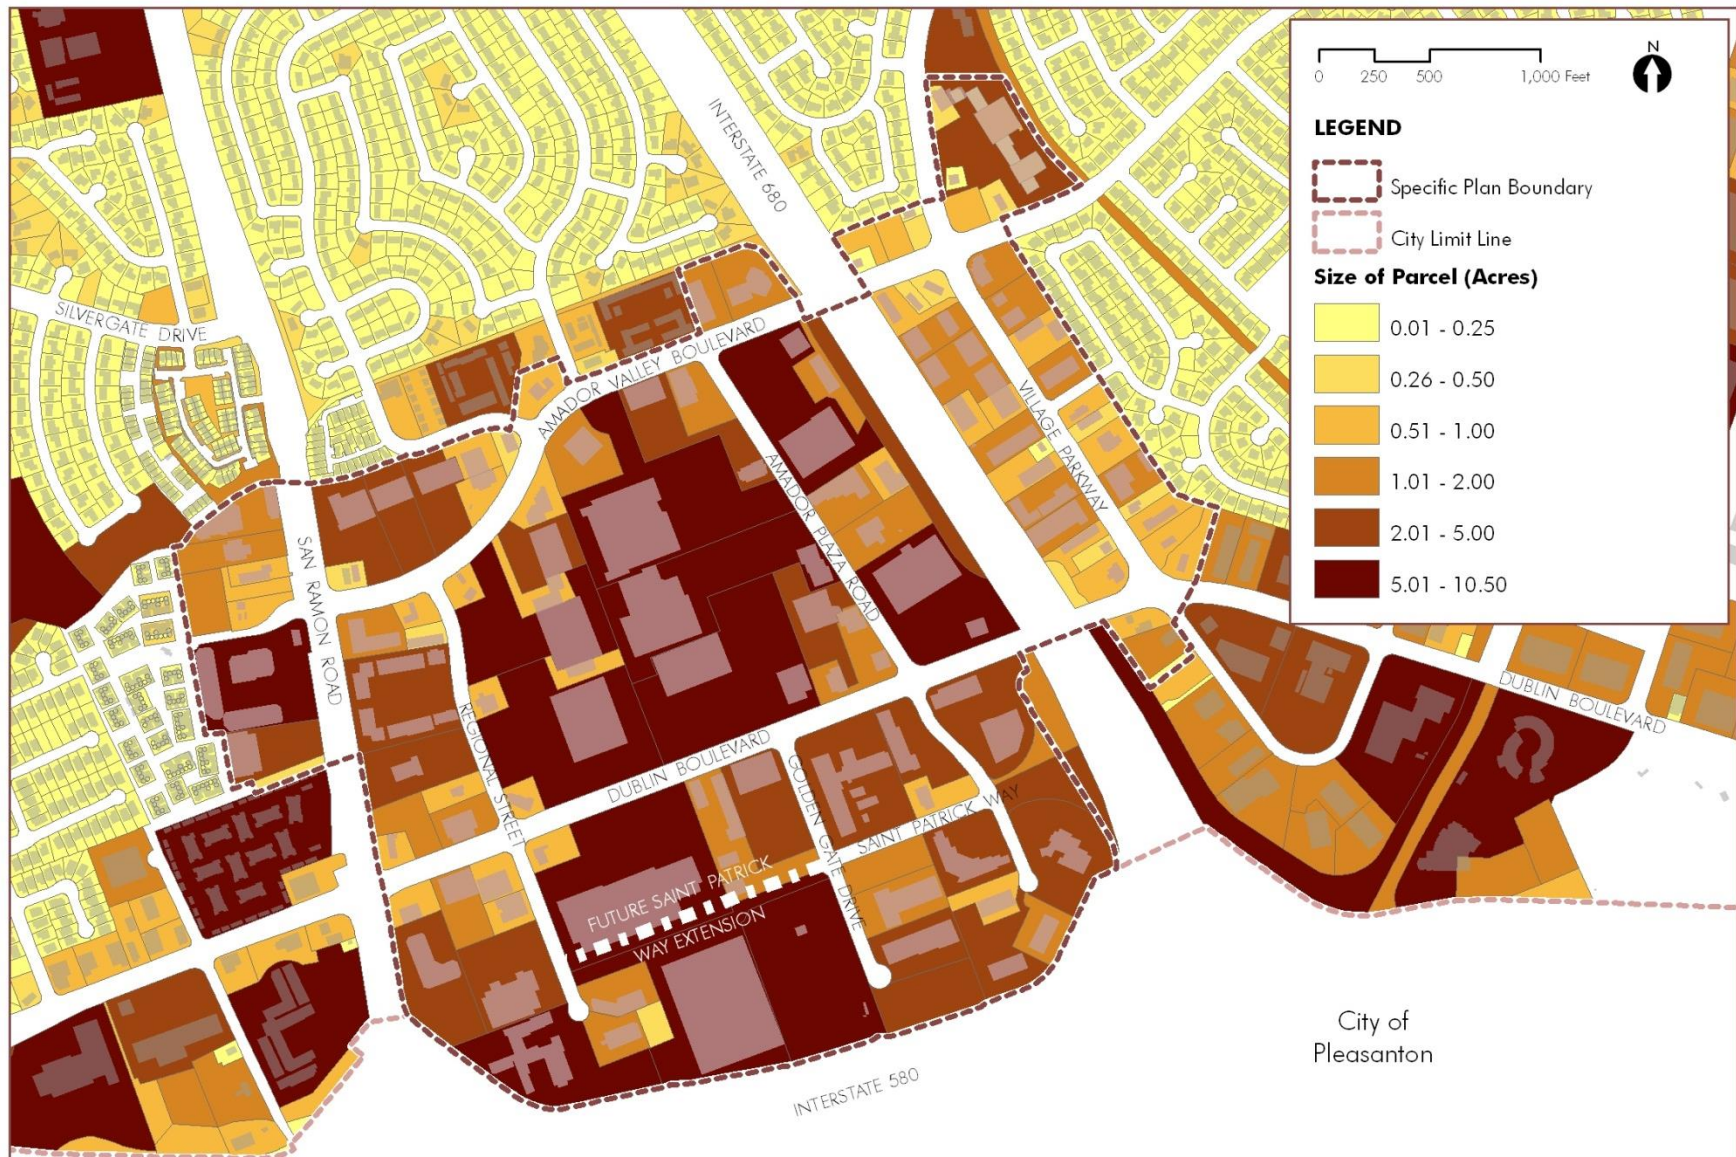 N
0 250 500 1,000 Feet
LEGEND
Specific Plan Boundary
City Limit Line
Size of Parcel (Acres)
0.01 - 0.25
0.26 - 0.50
0.51 - 1.00
1.01 - 2.00
2.01 - 5.00
5.01 - 10.50
INTERSTATE 680
SILVERGATE DRIVE
AMADOR VALLEY BOULEVARD
VILLAGE PARKWAY
AMADOR PLAZA ROAD
SAN RAMON ROAD
REGIONAL STREET
DUBLIN BOULEVARD
DUBLIN BOULEVARD
GOLDEN GATE DRIVE
SAINT PATRICK WAY
FUTURE SAINT PATRICK
WAY EXTENSION
City of
Pleasanton
INTERSTATE 580